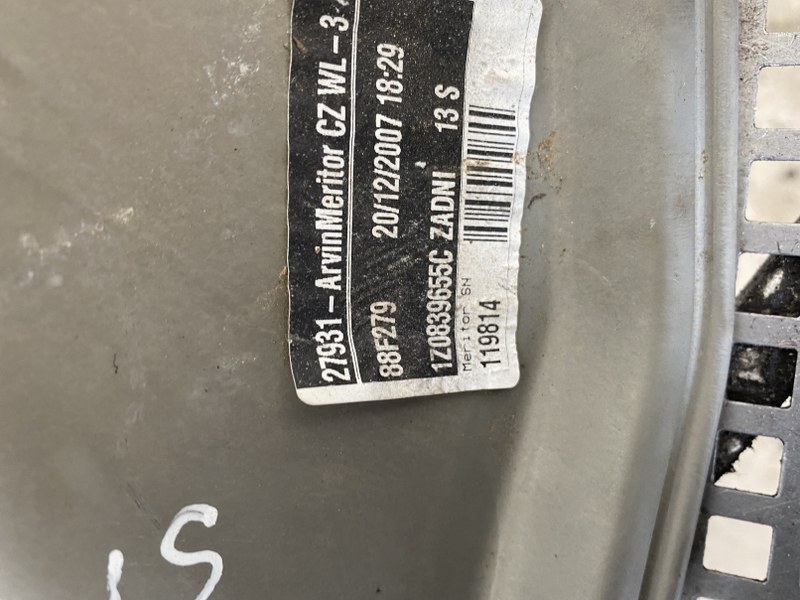 27931 – ArvinMeritor CZ WL – 3
88F279 20/12/2007 18:29
1Z0839655C ZADNI 13 S
Meritor SN
119814